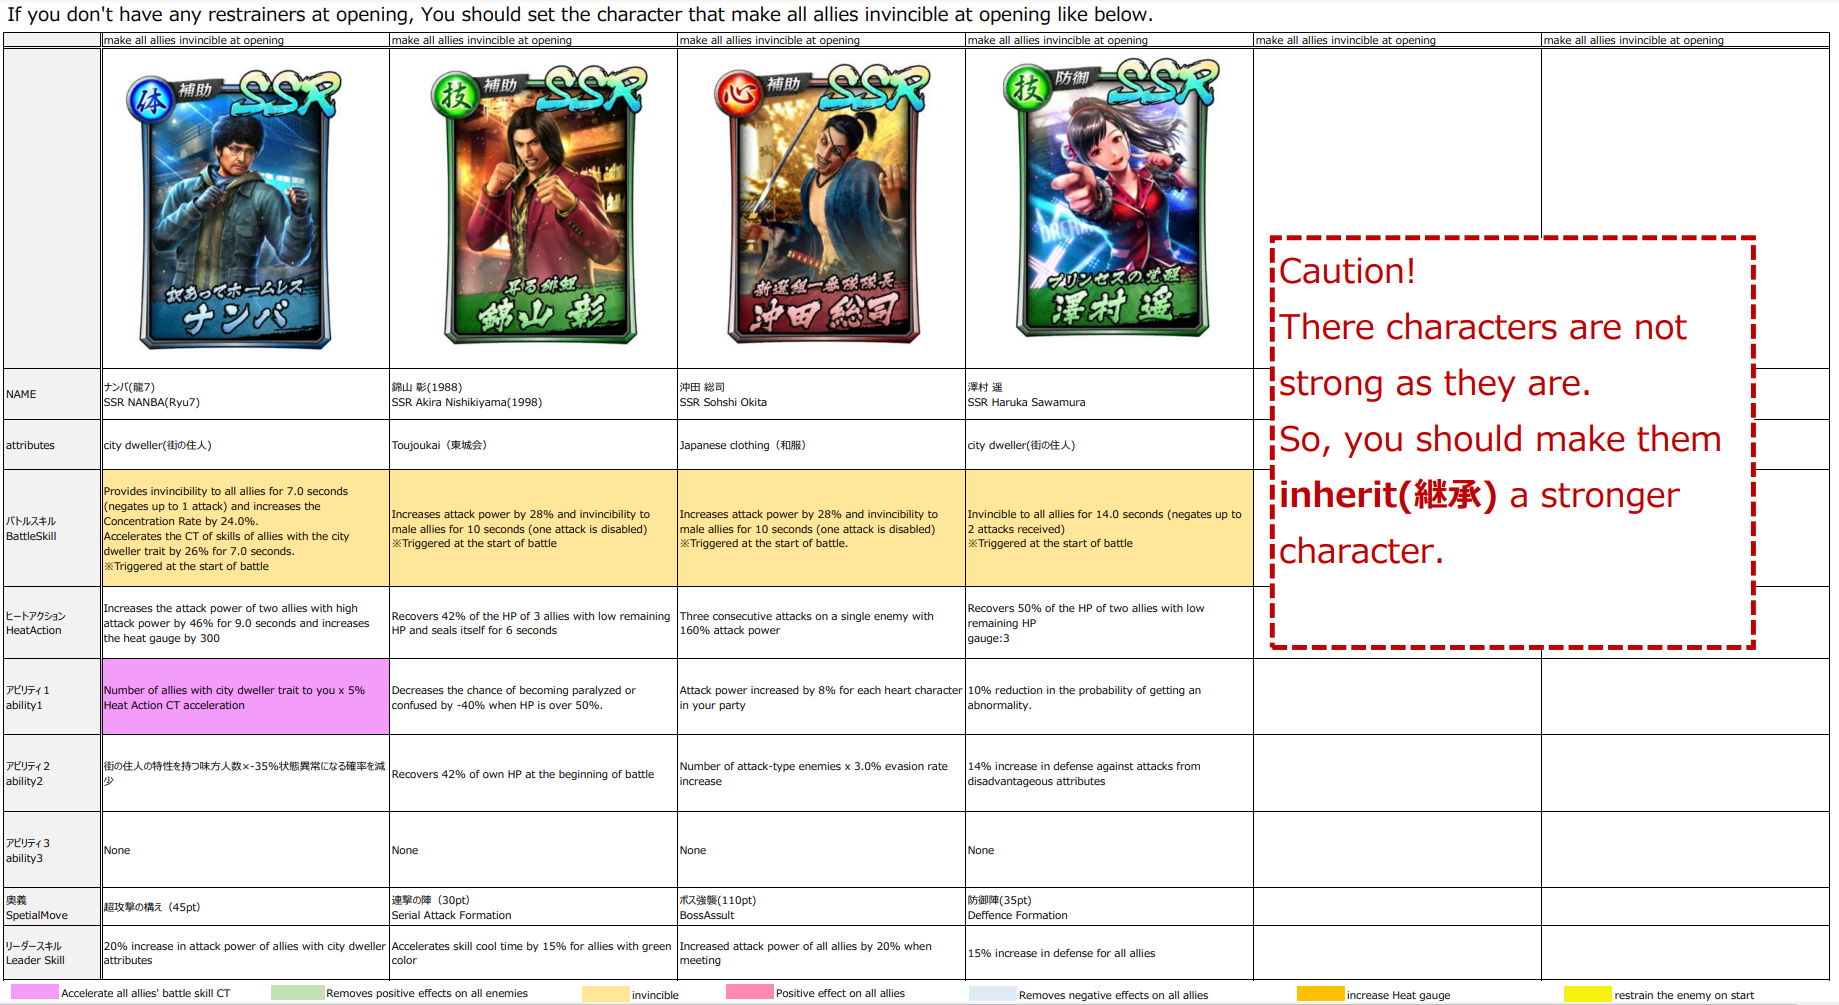 If you don't have any restrainers at opening, You should set the character that make all allies invincible at opening like below.
make all allies invincible at opening
make all allies invincible at opening
make all allies invincible at opening
make all allies invincible at opening
make all allies invincible at opening
make all allies invincible at opening
体 補助 SSR
訳あってホームレス
ナンバ
技 補助 SSR
昇る緋鯉
錦山 彰
心 補助 SSR
新選組一番隊隊長
沖田 総司
技 防御 SSR
プリンセスの覚醒
澤村 遥
Caution!
There characters are not
strong as they are.
So, you should make them
inherit(継承) a stronger
character.
NAME
ナンバ(龍7)
SSR NANBA(Ryu7)
錦山 彰(1988)
SSR Akira Nishikiyama(1998)
沖田 総司
SSR Sohshi Okita
澤村 遥
SSR Haruka Sawamura
attributes
city dweller(街の住人)
Toujoukai（東城会）
Japanese clothing（和服）
city dweller(街の住人)
バトルスキル
BattleSkill
Provides invincibility to all allies for 7.0 seconds
(negates up to 1 attack) and increases the
Concentration Rate by 24.0%.
Accelerates the CT of skills of allies with the city
dweller trait by 26% for 7.0 seconds.
※Triggered at the start of battle
Increases attack power by 28% and invincibility to
male allies for 10 seconds (one attack is disabled)
※Triggered at the start of battle
Increases attack power by 28% and invincibility to
male allies for 10 seconds (one attack is disabled)
※Triggered at the start of battle.
Invincible to all allies for 14.0 seconds (negates up to
2 attacks received)
※Triggered at the start of battle
ヒートアクション
HeatAction
Increases the attack power of two allies with high
attack power by 46% for 9.0 seconds and increases
the heat gauge by 300
Recovers 42% of the HP of 3 allies with low remaining
HP and seals itself for 6 seconds
Three consecutive attacks on a single enemy with
160% attack power
Recovers 50% of the HP of two allies with low
remaining HP
gauge:3
アビリティ1
ability1
Number of allies with city dweller trait to you x 5%
Heat Action CT acceleration
Decreases the chance of becoming paralyzed or
confused by -40% when HP is over 50%.
Attack power increased by 8% for each heart character
in your party
10% reduction in the probability of getting an
abnormality.
アビリティ2
ability2
街の住人の特性を持つ味方人数×-35%状態異常になる確率を減
少
Recovers 42% of own HP at the beginning of battle
Number of attack-type enemies x 3.0% evasion rate
increase
14% increase in defense against attacks from
disadvantageous attributes
アビリティ3
ability3
None
None
None
None
奥義
SpetialMove
超攻撃の構え（45pt）
連撃の陣（30pt）
Serial Attack Formation
ボス強襲(110pt)
BossAssult
防御陣(35pt)
Deffence Formation
リーダースキル
Leader Skill
20% increase in attack power of allies with city dweller
attributes
Accelerates skill cool time by 15% for allies with green
color
Increased attack power of all allies by 20% when
meeting
15% increase in defense for all allies
Accelerate all allies' battle skill CT
Removes positive effects on all enemies
invincible
Positive effect on all allies
Removes negative effects on all allies
increase Heat gauge
restrain the enemy on start